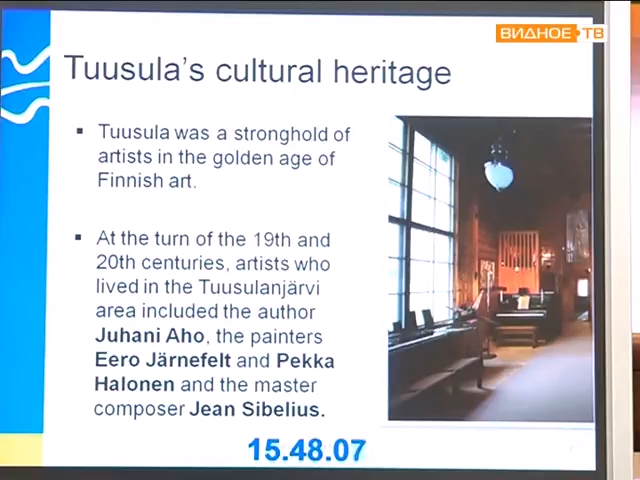 ВИДНОЕ ТВ
Tuusula's cultural heritage
▪ Tuusula was a stronghold of
artists in the golden age of
Finnish art.
▪ At the turn of the 19th and
20th centuries, artists who
lived in the Tuusulanjärvi
area included the author
Juhani Aho, the painters
Eero Järnefelt and Pekka
Halonen and the master
composer Jean Sibelius.
15.48.07